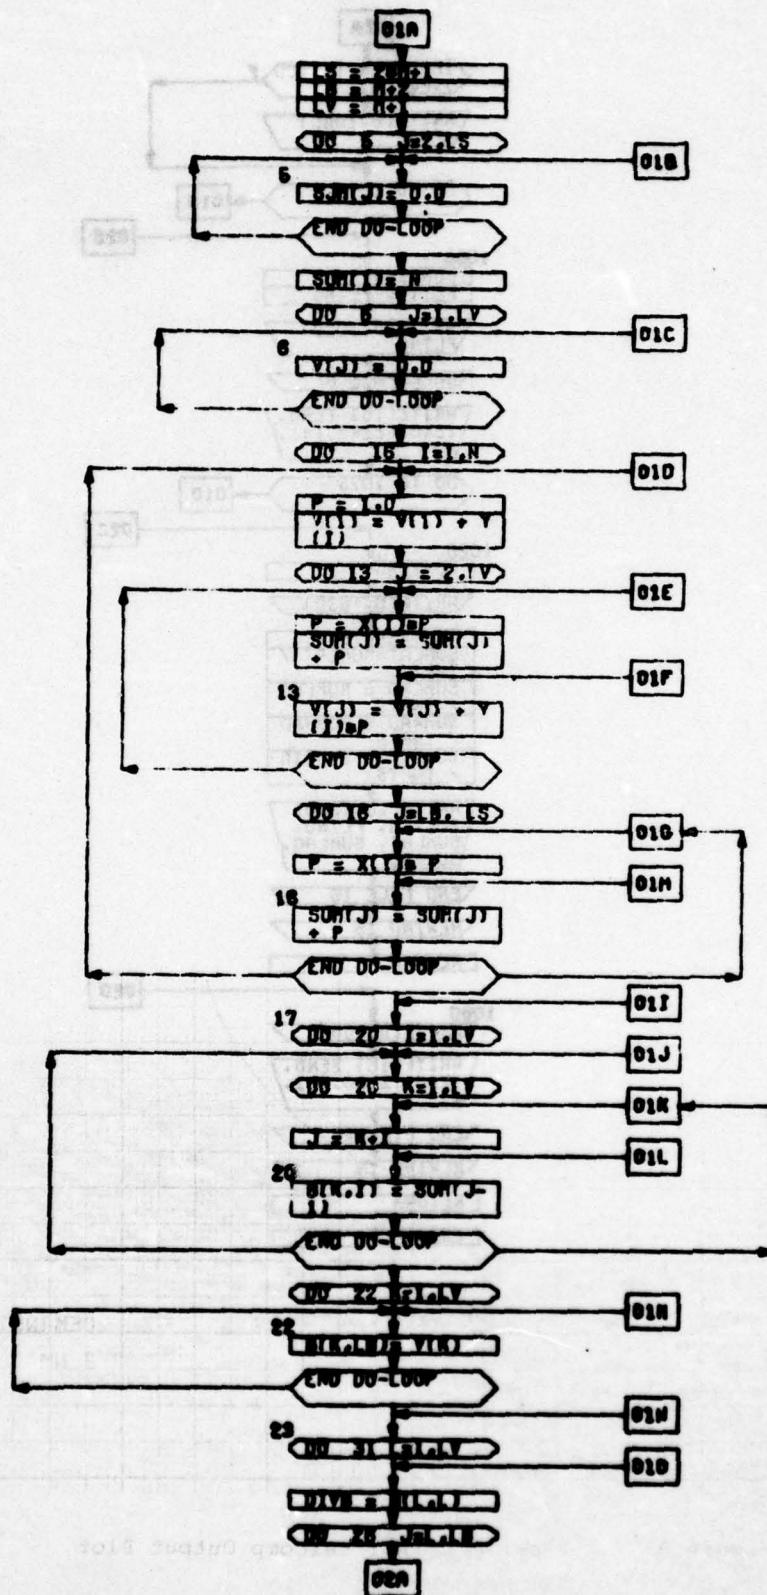 01A
LS = 2*M+1
LB = M+2
LV = M+1
DO 5 J=2,LS
01B
5
SUM(J)= 0.0
END DO-LOOP
SUM(1)= N
DO 6 J=1,LV
01C
6
V(J) = 0.0
END DO-LOOP
DO 16 I=1,N
01D
P = 1.0
V(1) = V(1) + Y
(I)
DO 13 J = 2,LV
01E
P = X(I)*P
SUM(J) = SUM(J)
+ P
01F
13
V(J) = V(J) + Y
(I)*P
END DO-LOOP
DO 16 J=LB, LS
01G
P = X(I)* P
01H
16
SUM(J) = SUM(J)
+ P
END DO-LOOP
01I
17
DO 20 I=1,LV
01J
DO 20 K=1,LV
01K
J = K+I
01L
20
B(K,I) = SUM(J-
1)
END DO-LOOP
DO 22 K=1,LV
01M
22
B(K,LB)= V(K)
END DO-LOOP
01N
23
DO 31 L=1,LV
01O
DIVB = B(L,L)
DO 26 J=L,LB
02A